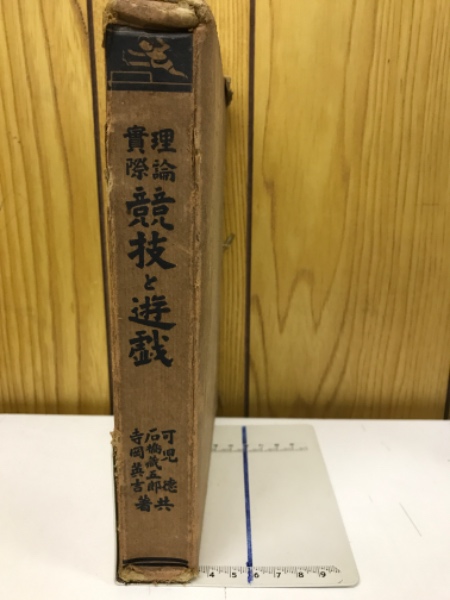 理論
實際
競技と遊戯
可児徳
石橋蔵五郎
寺岡英吉
共著
4 5 6 7 8 9